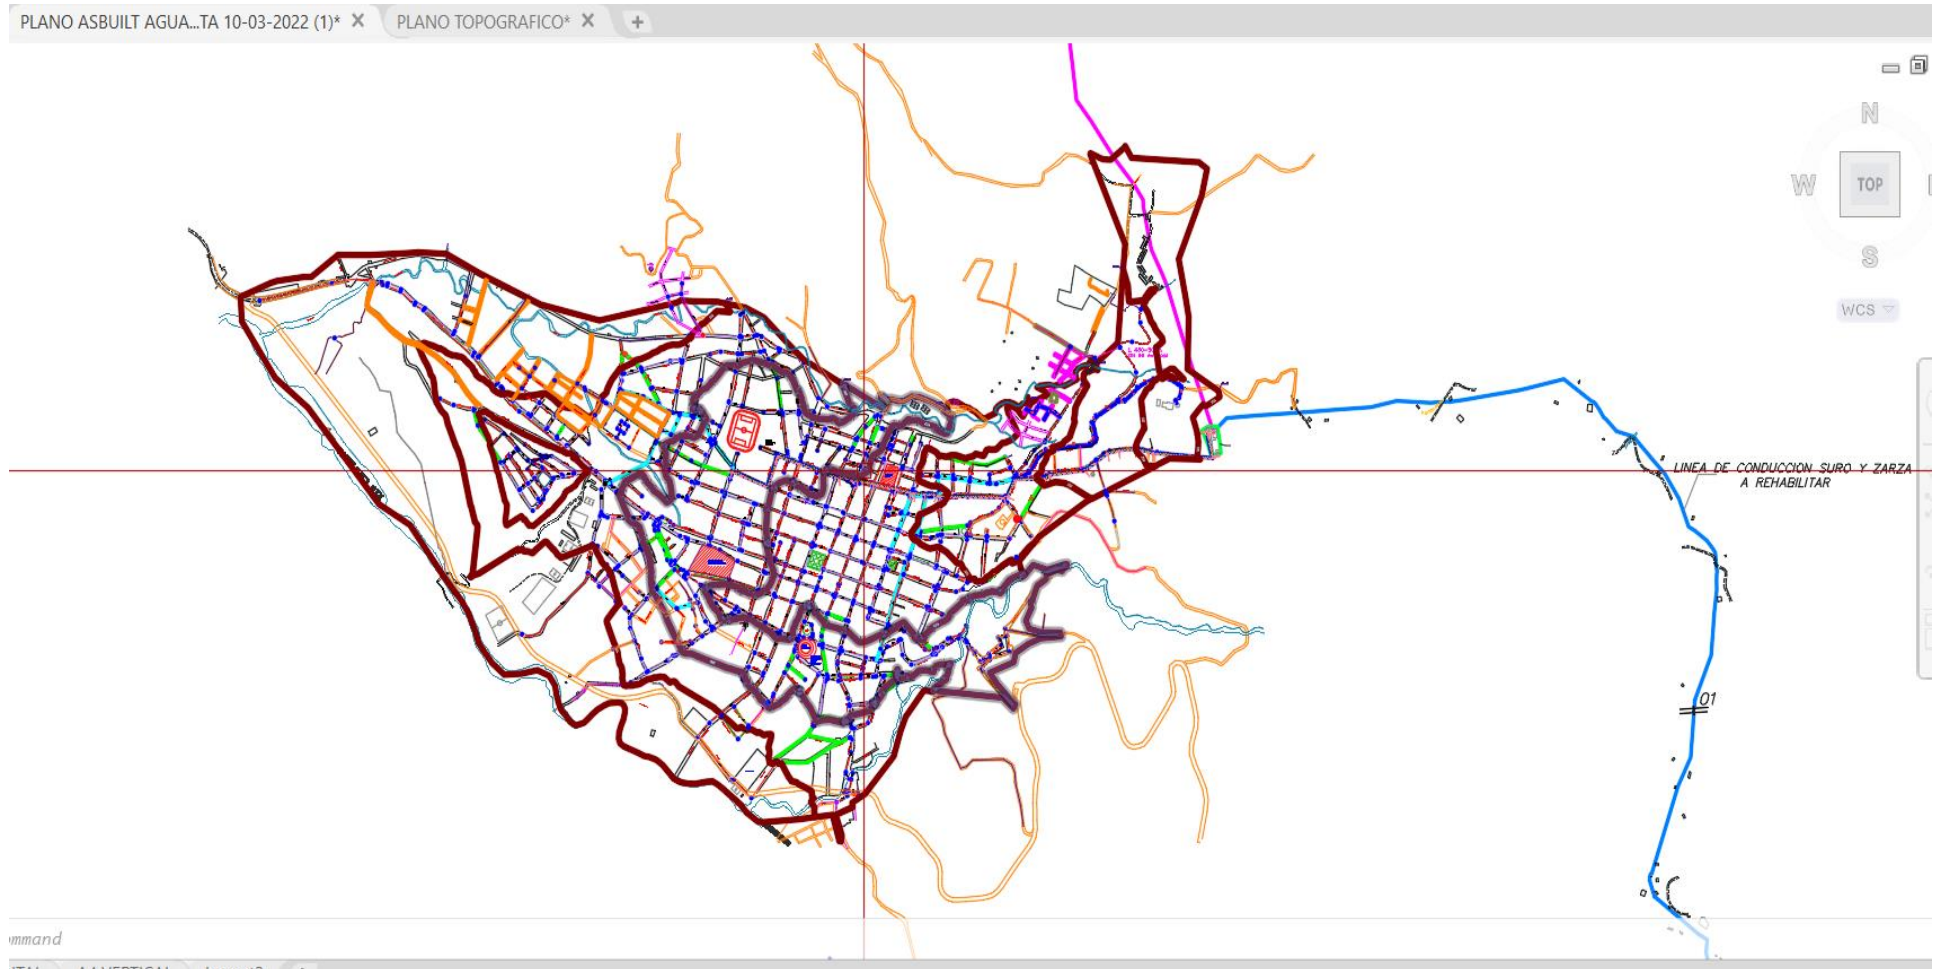 PLANO ASBUILT AGUA...TA 10-03-2022 (1)*
PLANO TOPOGRAFICO*
N
W TOP
S
WCS
LINEA DE CONDUCCION SURO Y ZARZA
A REHABILITAR
01
ommand